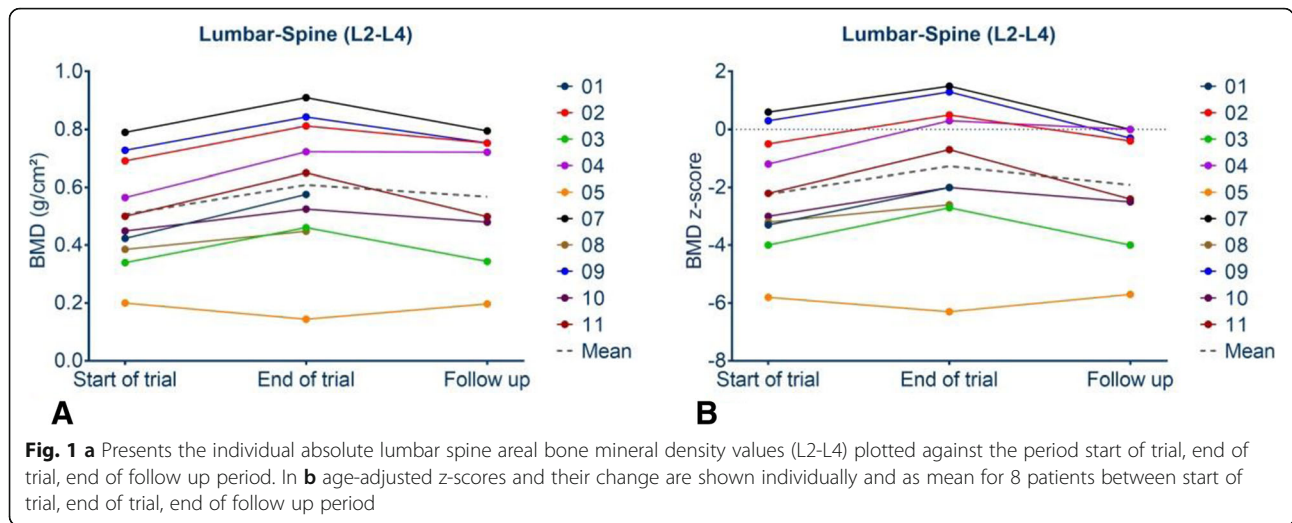 Lumbar-Spine (L2-L4)
BMD (g/cm²)
1.0
0.8
0.6
0.4
0.2
0.0
Start of trial
End of trial
Follow up
01
02
03
04
05
07
08
09
10
11
Mean
A
Lumbar-Spine (L2-L4)
BMD z-score
2
0
-2
-4
-6
-8
Start of trial
End of trial
Follow up
01
02
03
04
05
07
08
09
10
11
Mean
B
Fig. 1 a Presents the individual absolute lumbar spine areal bone mineral density values (L2-L4) plotted against the period start of trial, end of
trial, end of follow up period. In b age-adjusted z-scores and their change are shown individually and as mean for 8 patients between start of
trial, end of trial, end of follow up period